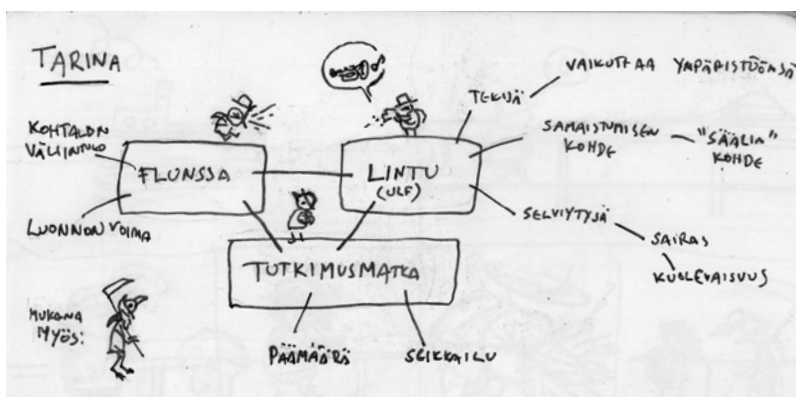 TARINA
KOHTALON
VÄLIINTULO
FLUNSSA
LUONNON VOIMA
LINTU
(ULF)
TEKIJÄ
VAIKUTTAA YMPÄRISTÖÖNSÄ
SAMAISTUMISEN
KOHDE
"SÄÄLIN"
KOHDE
SELVIYTYJÄ
SAIRAS
KUOLEVAISUUS
TUTKIMUSMATKA
PÄÄMÄÄRÄ
SEIKKAILU
MUKANA
MYÖS: